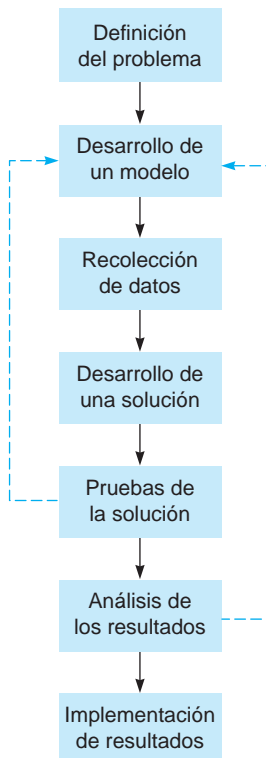 Definición
del problema
Desarrollo de
un modelo
Recolección
de datos
Desarrollo de
una solución
Pruebas de
la solución
Análisis de
los resultados
Implementación
de resultados